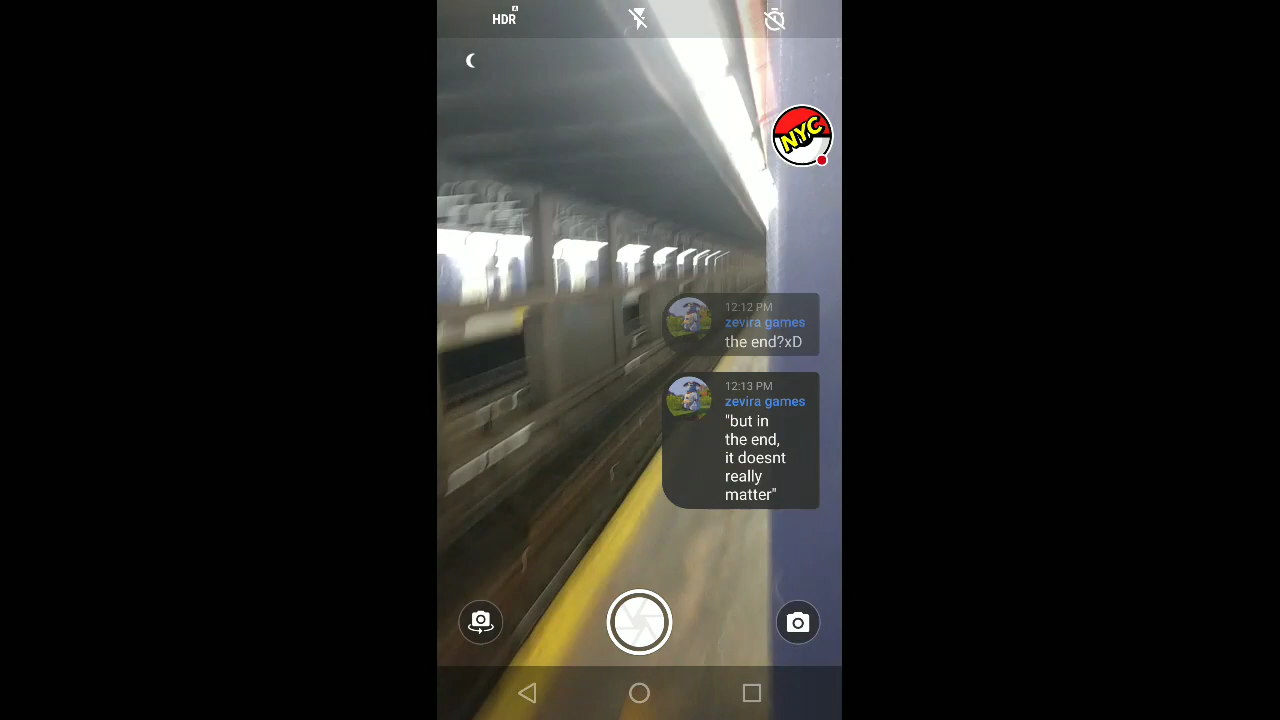 HDR
NYC
12:12 PM
zevira games
the end?xD
12:13 PM
zevira games
"but in
the end,
it doesnt
really
matter"